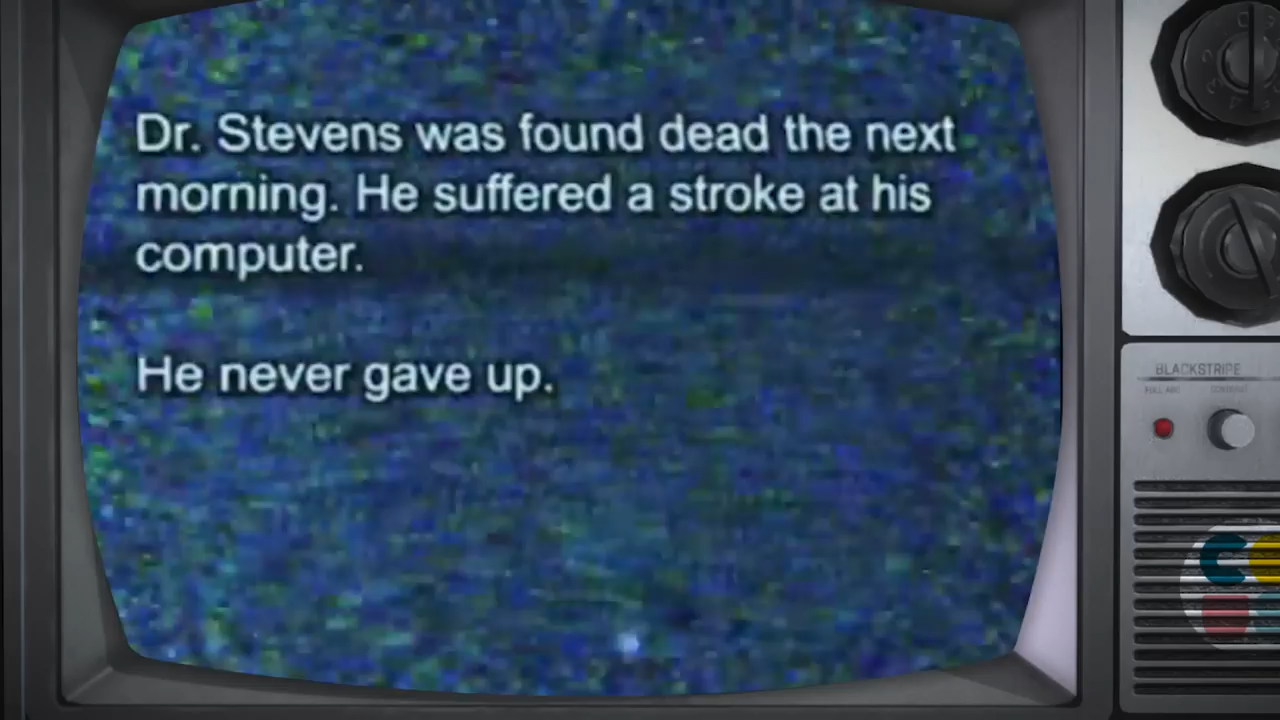 Dr. Stevens was found dead the next
morning. He suffered a stroke at his
computer.
He never gave up.
BLACKSTRIPE